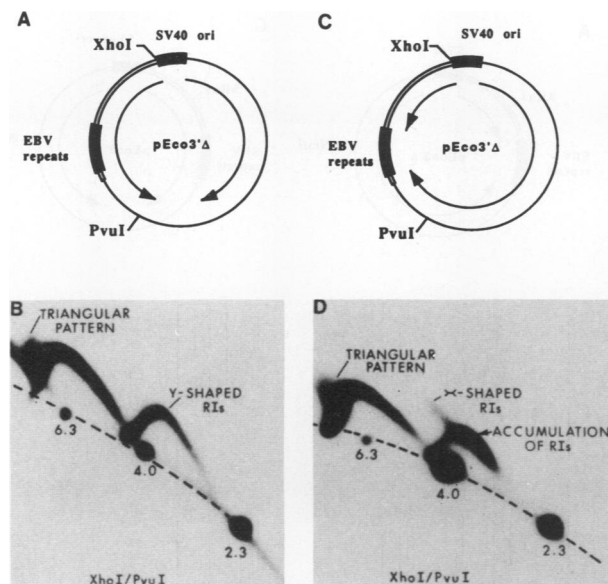 A
SV40 ori
XhoI
EBV
repeats
pEco3'Δ
PvuI
C
SV40 ori
XhoI
EBV
repeats
pEco3'Δ
PvuI
B
TRIANGULAR
PATTERN
Y-SHAPED
RIs
6.3
4.0
2.3
XhoI/PvuI
D
TRIANGULAR
PATTERN
-SHAPED
RIs
ACCUMULATION
OF RIs
6.3
4.0
2.3
XhoI/PvuI